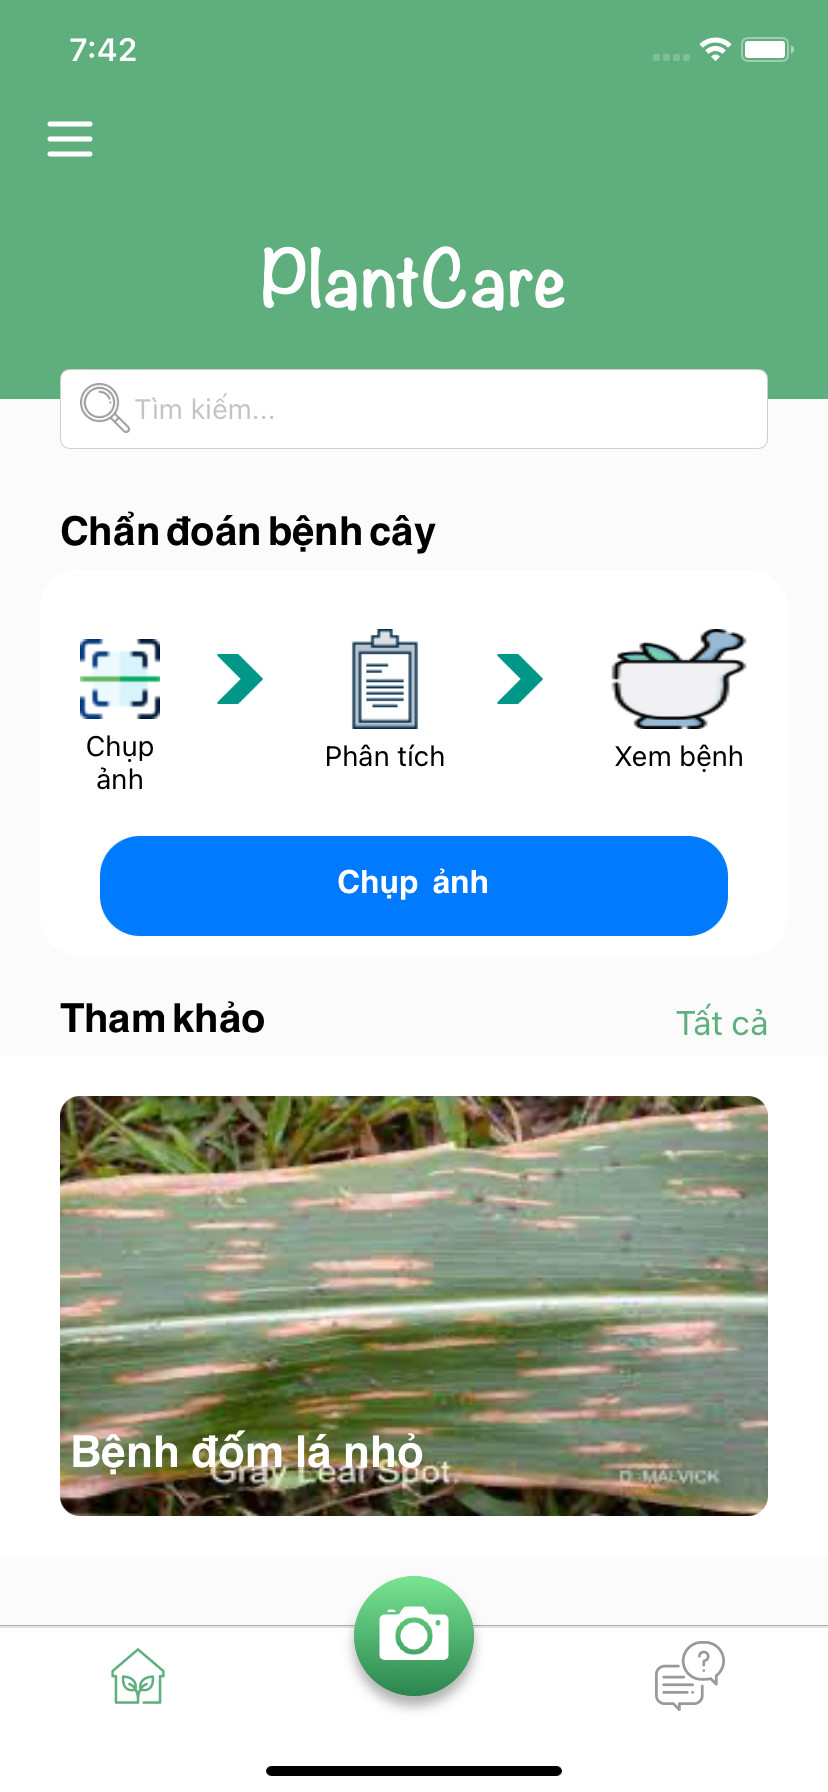 7:42
PlantCare
Tìm kiếm...
Chẩn đoán bệnh cây
Chụp
ảnh
Phân tích
Xem bệnh
Chụp ảnh
Tham khảo
Tất cả
Bệnh đốm lá nhỏ
Gray Leaf Spot.
D. MALVICK
?